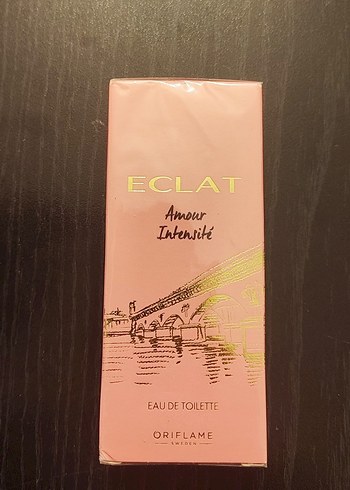 ECLAT
Amour
Intensité
EAU DE TOILETTE
ORIFLAME
SWEDEN